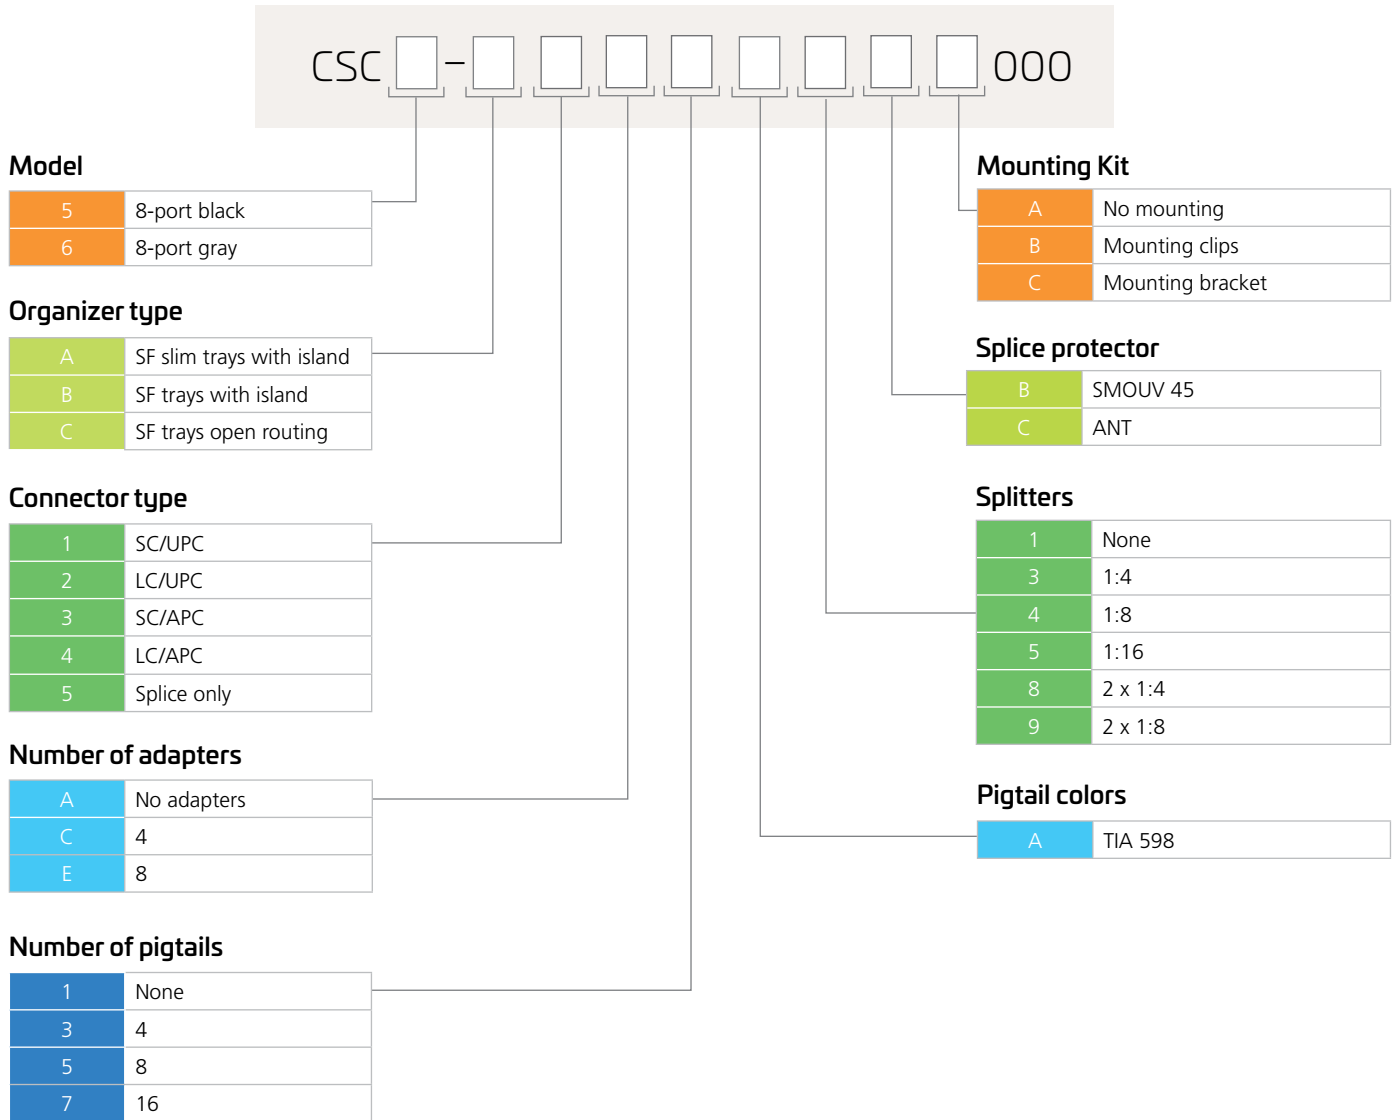 CSC - 000
Model
5 8-port black
6 8-port gray
Organizer type
A SF slim trays with island
B SF trays with island
C SF trays open routing
Connector type
1 SC/UPC
2 LC/UPC
3 SC/APC
4 LC/APC
5 Splice only
Number of adapters
A No adapters
C 4
E 8
Number of pigtails
1 None
3 4
5 8
7 16
Mounting Kit
A No mounting
B Mounting clips
C Mounting bracket
Splice protector
B SMOUV 45
C ANT
Splitters
1 None
3 1:4
4 1:8
5 1:16
8 2 x 1:4
9 2 x 1:8
Pigtail colors
A TIA 598